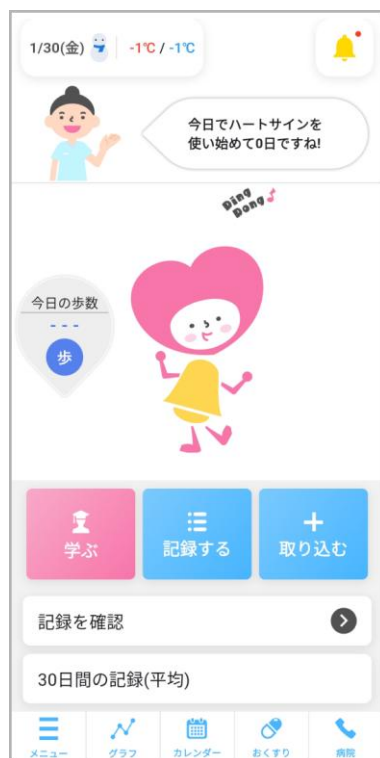 1/30(金) -1℃ / -1℃
今日でハートサインを
使い始めて0日ですね!
Ding
Dong
今日の歩数
---
歩
学ぶ
記録する
取り込む
記録を確認
30日間の記録(平均)
メニュー
グラフ
カレンダー
おくすり
病院